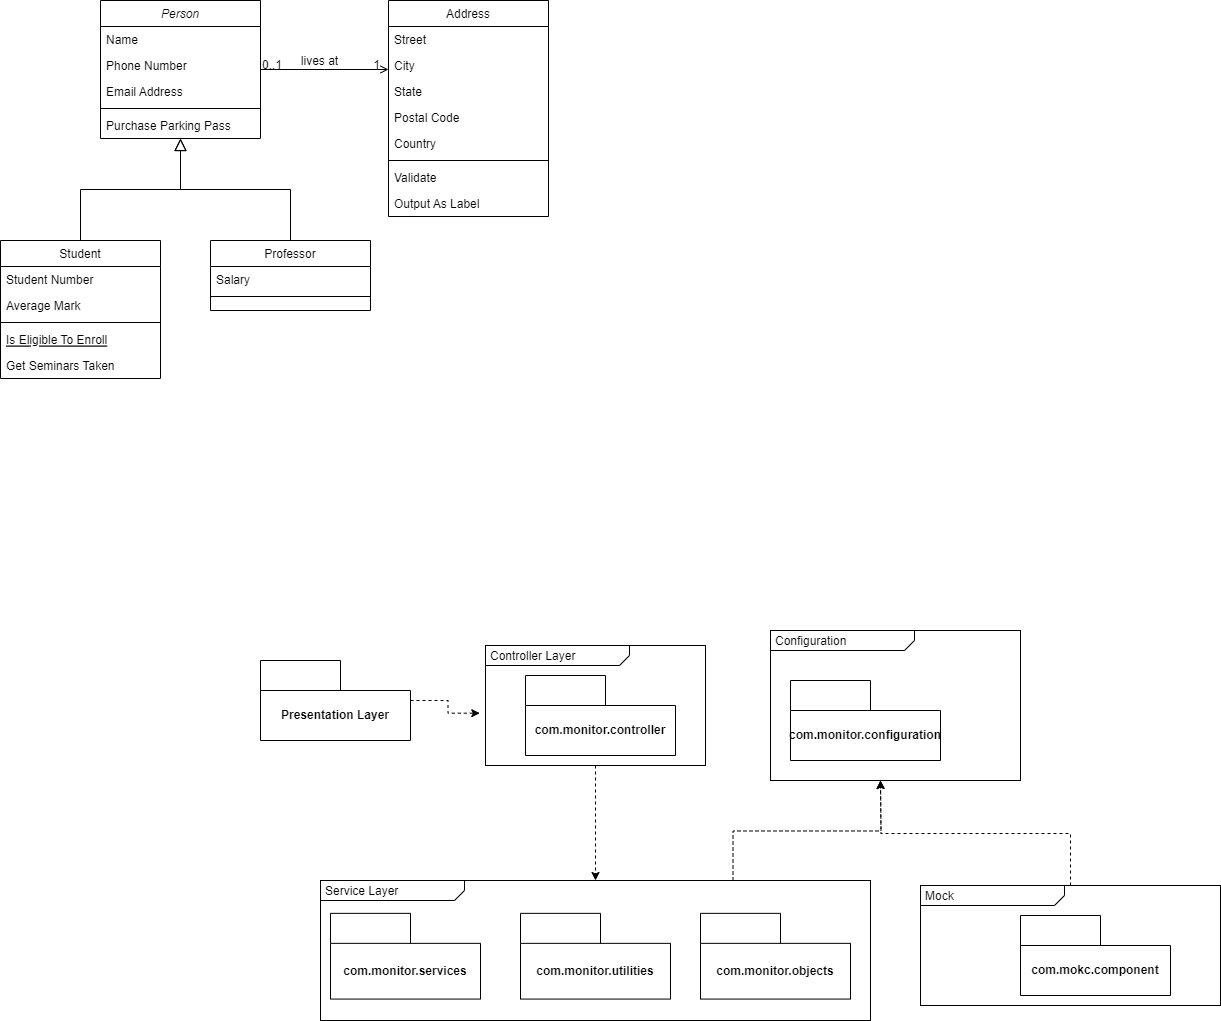 Person
Name
Phone Number
Email Address
Purchase Parking Pass
0..1
lives at
1
Address
Street
City
State
Postal Code
Country
Validate
Output As Label
Student
Student Number
Average Mark
Is Eligible To Enroll
Get Seminars Taken
Professor
Salary
Presentation Layer
Controller Layer
com.monitor.controller
Configuration
com.monitor.configuration
Service Layer
com.monitor.services
com.monitor.utilities
com.monitor.objects
Mock
com.mokc.component